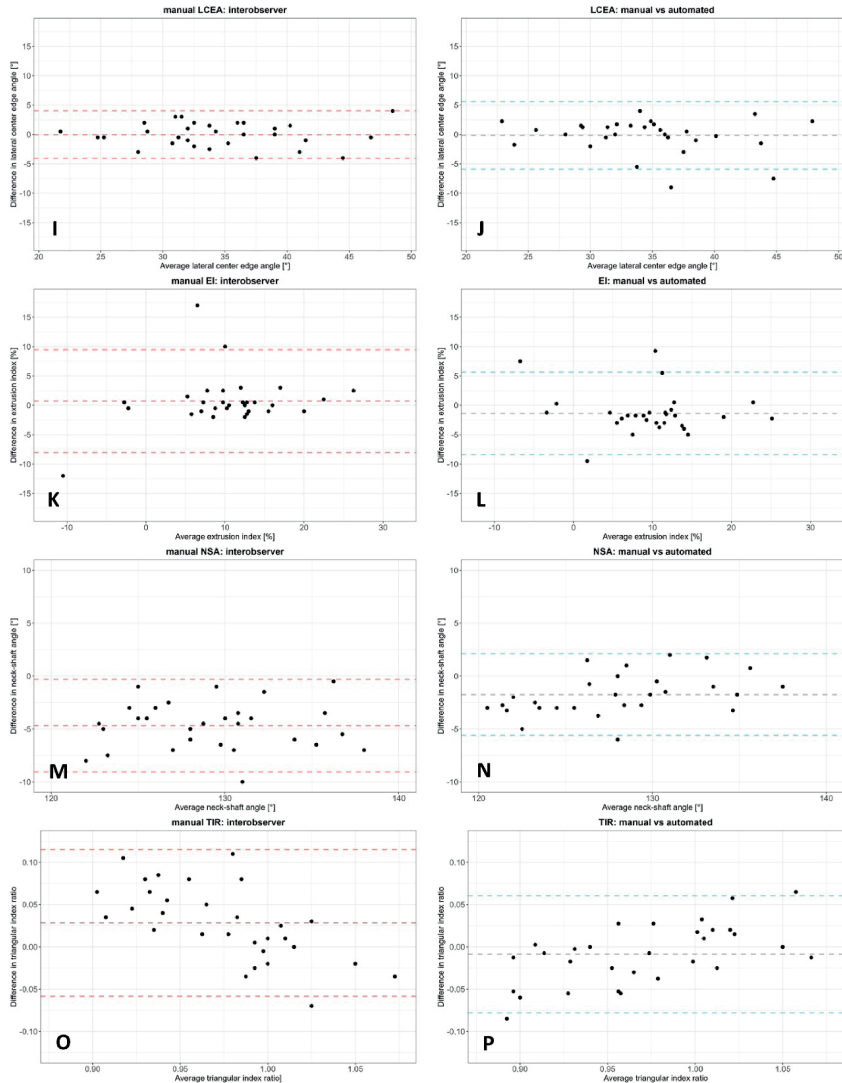 manual LCEA: interobserver
LCEA: manual vs automated
Difference in lateral center edge angle [°]
15
10
5
0
-5
-10
-15
I
20 25 30 35 40 45 50
Average lateral center edge angle [°]
Difference in lateral center edge angle [°]
15
10
5
0
-5
-10
-15
J
20 25 30 35 40 45 50
Average lateral center edge angle [°]
manual EI: interobserver
EI: manual vs automated
Difference in extrusion index [%]
15
10
5
0
-5
-10
-15
K
-10 0 10 20 30
Average extrusion index [%]
Difference in extrusion index [%]
15
10
5
0
-5
-10
-15
L
-10 0 10 20 30
Average extrusion index [%]
manual NSA: interobserver
NSA: manual vs automated
Difference in neck-shaft angle [°]
10
5
0
-5
-10
M
120 130 140
Average neck-shaft angle [°]
Difference in neck-shaft angle [°]
10
5
0
-5
-10
N
120 130 140
Average neck-shaft angle [°]
manual TIR: interobserver
TIR: manual vs automated
Difference in triangular index ratio
0.10
0.05
0.00
-0.05
-0.10
O
0.90 0.95 1.00 1.05
Average triangular index ratio]
Difference in triangular index ratio
0.10
0.05
0.00
-0.05
-0.10
P
0.90 0.95 1.00 1.05
Average triangular index ratio